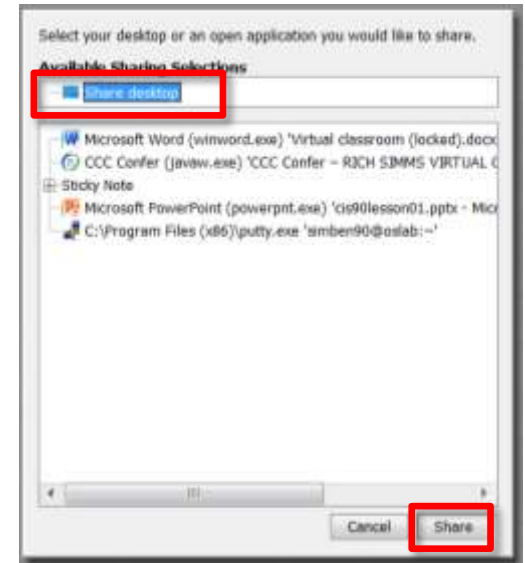 Select your desktop or an open application you would like to share.
Available Sharing Selections
Share desktop
Microsoft Word (winword.exe) 'Virtual classroom (locked).docx
CCC Confer (javaw.exe) 'CCC Confer – RICH SIMMS VIRTUAL
Sticky Note
Microsoft PowerPoint (powerpnt.exe) 'cis90lesson01.pptx - Micr
C:\Program Files (x86)\putty.exe 'simben90@oslab:~'
Cancel Share